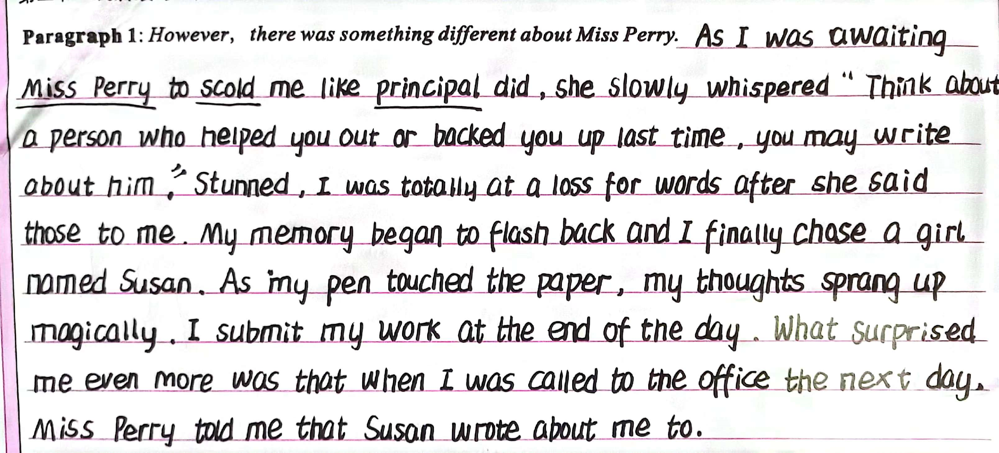 Paragraph 1: However, there was something different about Miss Perry. As I was awaiting
Miss Perry to scold me like principal did, she slowly whispered “ Think about
a person who helped you out or backed you up last time, you may write
about him.” Stunned, I was totally at a loss for words after she said
those to me. My memory began to flash back and I finally chose a girl
named Susan. As my pen touched the paper, my thoughts sprang up
magically. I submit my work at the end of the day. What surprised
me even more was that when I was called to the office the next day.
Miss Perry told me that Susan wrote about me to.